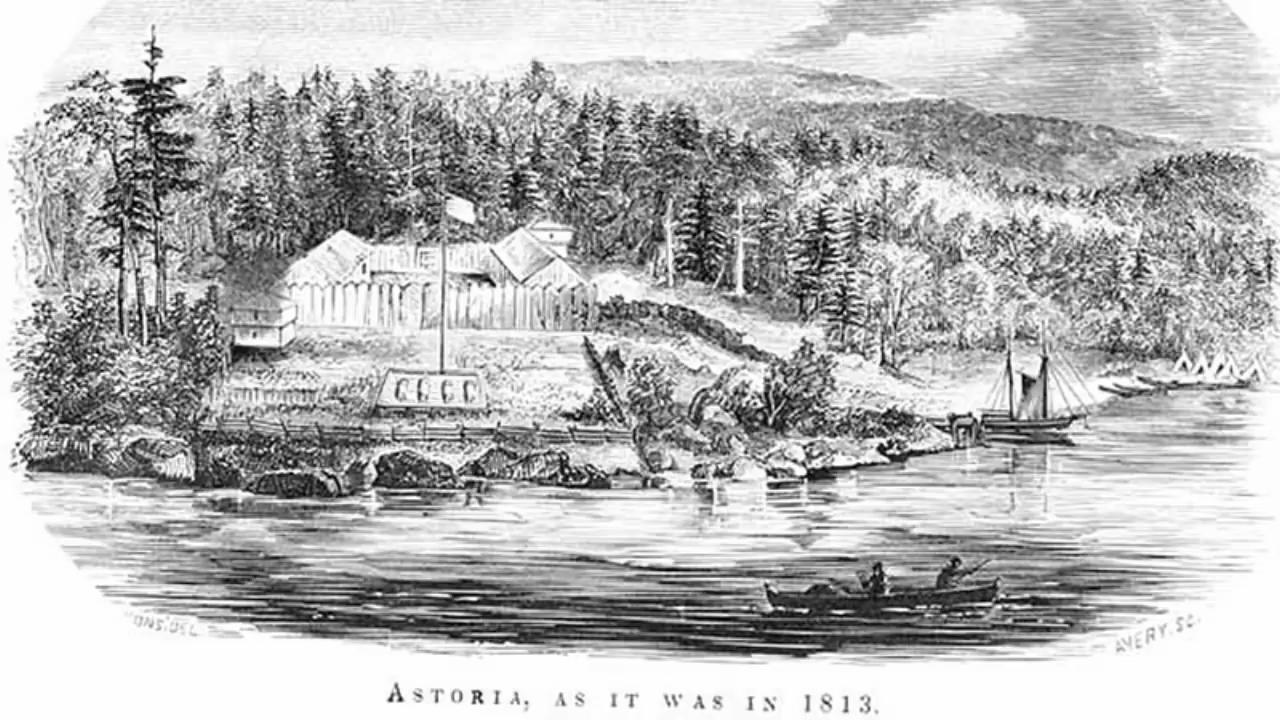 AVERY. SC.
ASTORIA, AS IT WAS IN 1813.